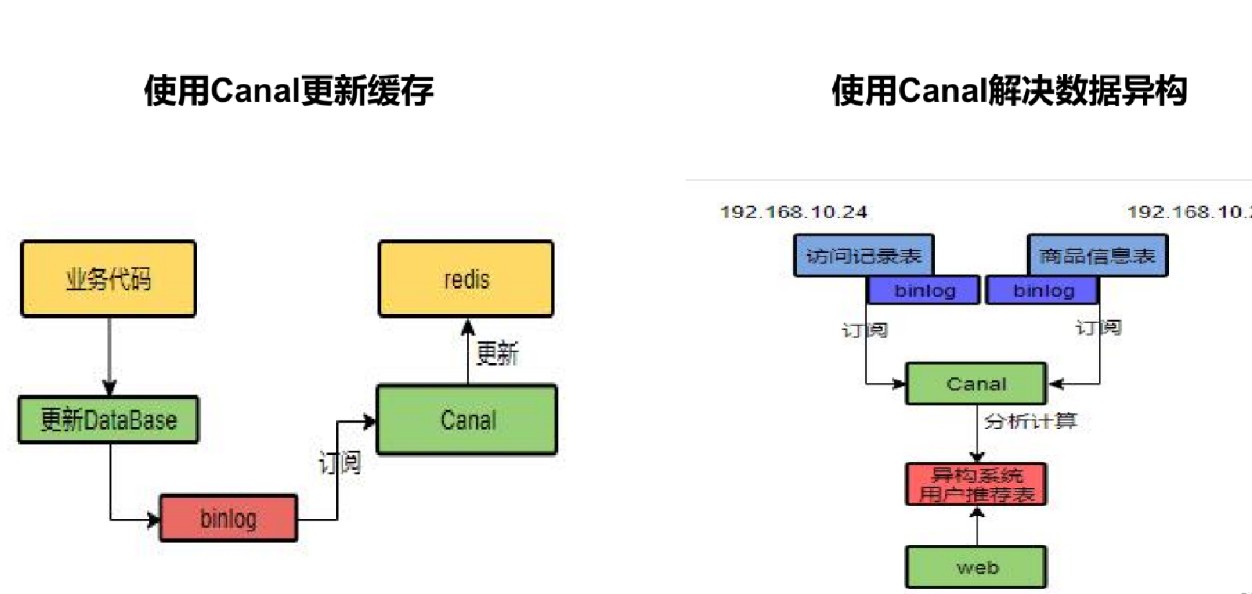 使用Canal更新缓存
业务代码
redis
更新
更新DataBase
Canal
订阅
binlog
使用Canal解决数据异构
192.168.10.24
192.168.10.
访问记录表
商品信息表
binlog
binlog
订阅
订阅
Canal
分析计算
异构系统
用户推荐表
web